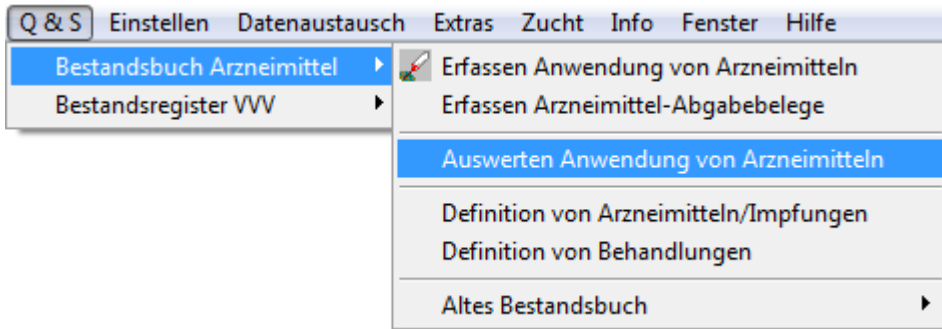 Q & S Einstellen Datenaustausch Extras Zucht Info Fenster Hilfe
Bestandsbuch Arzneimittel
Bestandsregister VVV
Erfassen Anwendung von Arzneimitteln
Erfassen Arzneimittel-Abgabebelege
Auswerten Anwendung von Arzneimitteln
Definition von Arzneimitteln/Impfungen
Definition von Behandlungen
Altes Bestandsbuch